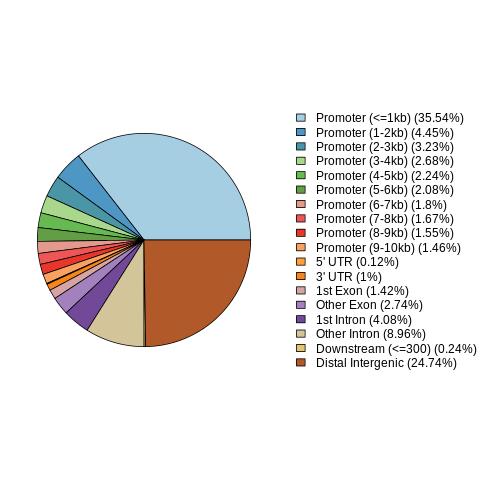 Promoter (<=1kb) (35.54%)
Promoter (1-2kb) (4.45%)
Promoter (2-3kb) (3.23%)
Promoter (3-4kb) (2.68%)
Promoter (4-5kb) (2.24%)
Promoter (5-6kb) (2.08%)
Promoter (6-7kb) (1.8%)
Promoter (7-8kb) (1.67%)
Promoter (8-9kb) (1.55%)
Promoter (9-10kb) (1.46%)
5' UTR (0.12%)
3' UTR (1%)
1st Exon (1.42%)
Other Exon (2.74%)
1st Intron (4.08%)
Other Intron (8.96%)
Downstream (<=300) (0.24%)
Distal Intergenic (24.74%)